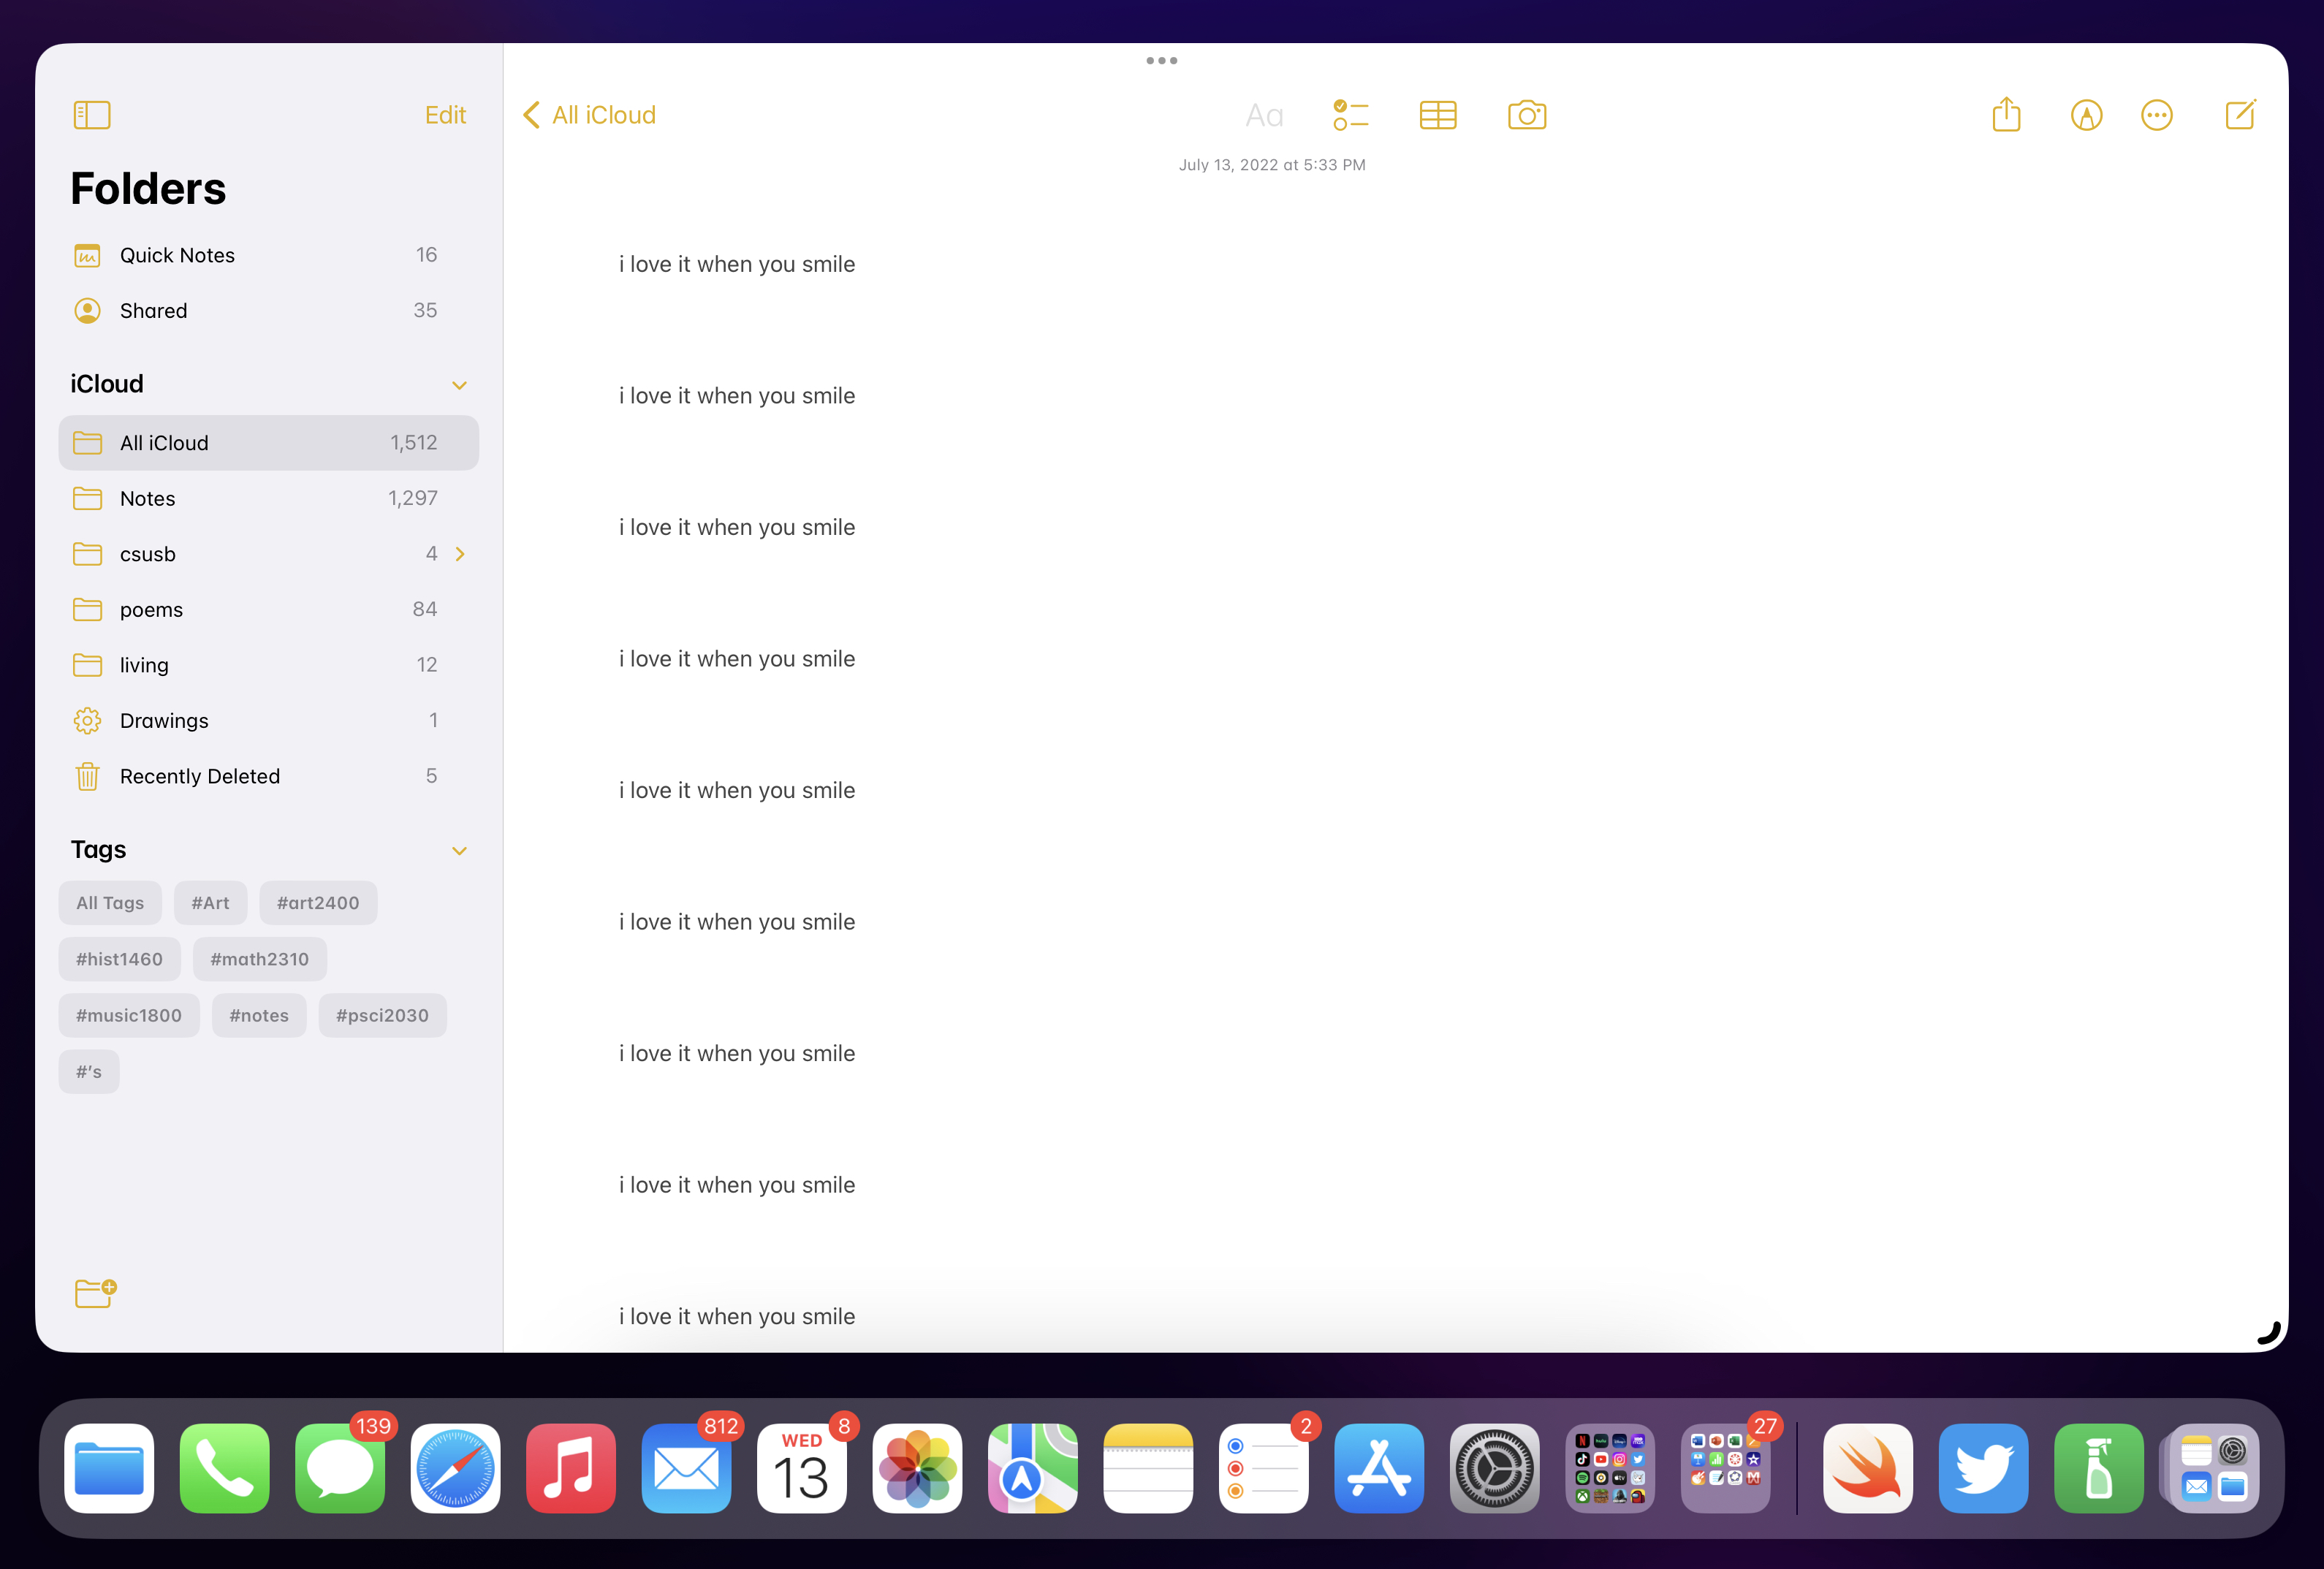 Edit
Folders
Quick Notes 16
Shared 35
iCloud
All iCloud 1,512
Notes 1,297
csusb 4
poems 84
living 12
Drawings 1
Recently Deleted 5
Tags
All Tags #Art #art2400
#hist1460 #math2310
#music1800 #notes #psci2030
#'s
All iCloud Aa
July 13, 2022 at 5:33 PM
i love it when you smile
i love it when you smile
i love it when you smile
i love it when you smile
i love it when you smile
i love it when you smile
i love it when you smile
i love it when you smile
i love it when you smile
139 812 8 2 27
WED
13